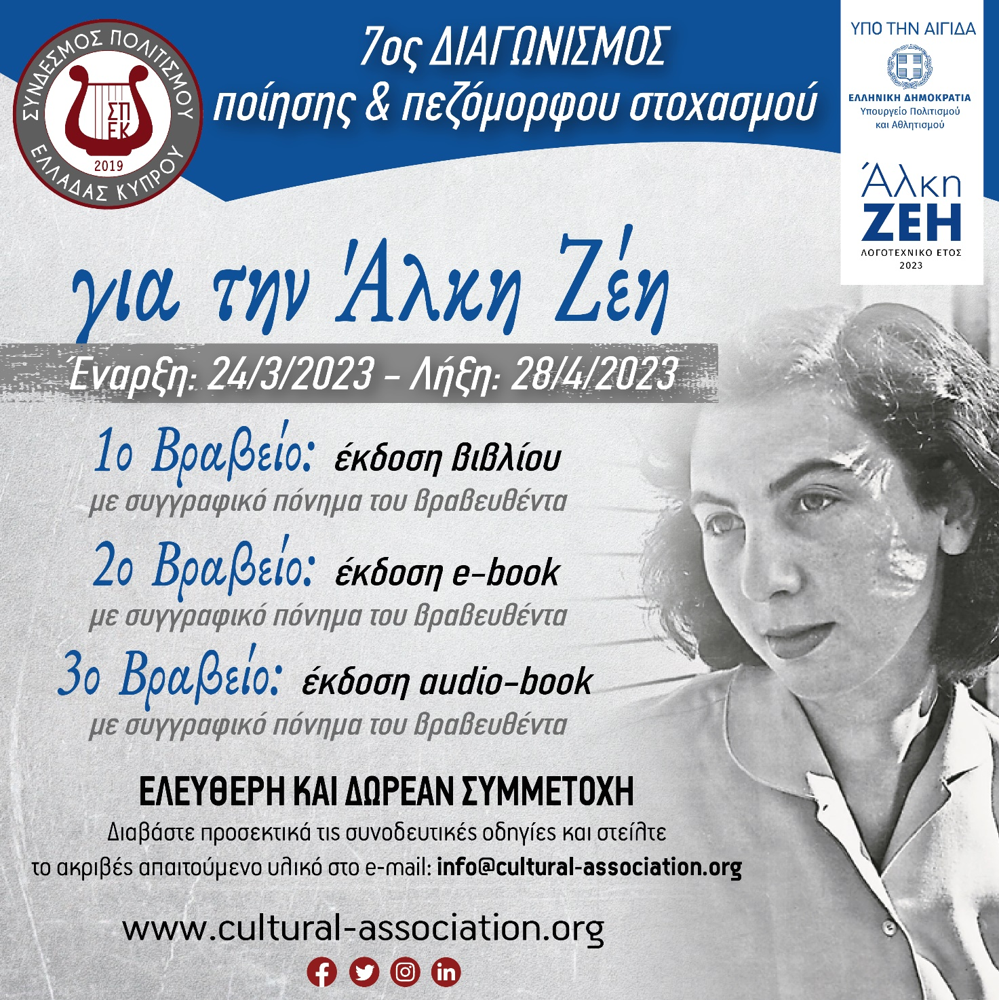 ΣΥΝΔΕΣΜΟΣ ΠΟΛΙΤΙΣΜΟΥ
ΣΠ
ΕΚ
2019
ΕΛΛΑΔΑΣ ΚΥΠΡΟΥ
7ος ΔΙΑΓΩΝΙΣΜΟΣ
ποίησης & πεζόμορφου στοχασμού
ΥΠΟ ΤΗΝ ΑΙΓΙΔΑ
ΕΛΛΗΝΙΚΗ ΔΗΜΟΚΡΑΤΙΑ
Υπουργείο Πολιτισμού
και Αθλητισμού
Άλκη
ΖΕΗ
ΛΟΓΟΤΕΧΝΙΚΟ ΕΤΟΣ
2023
για την Άλκη Ζέη
Έναρξη: 24/3/2023 - Λήξη: 28/4/2023
1ο Βραβείο: έκδοση βιβλίου
με συγγραφικό πόνημα του βραβευθέντα
2ο Βραβείο: έκδοση e-book
με συγγραφικό πόνημα του βραβευθέντα
3ο Βραβείο: έκδοση audio-book
με συγγραφικό πόνημα του βραβευθέντα
ΕΛΕΥΘΕΡΗ ΚΑΙ ΔΩΡΕΑΝ ΣΥΜΜΕΤΟΧΗ
Διαβάστε προσεκτικά τις συνοδευτικές οδηγίες και στείλτε
το ακριβές απαιτούμενο υλικό στο e-mail: info@cultural-association.org
www.cultural-association.org